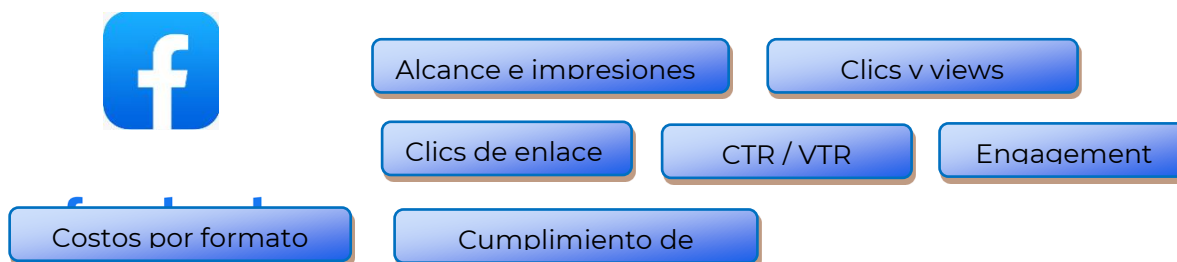 Alcance e impresiones
Clics y views
Clics de enlace
CTR / VTR
Engagement
Costos por formato
Cumplimiento de